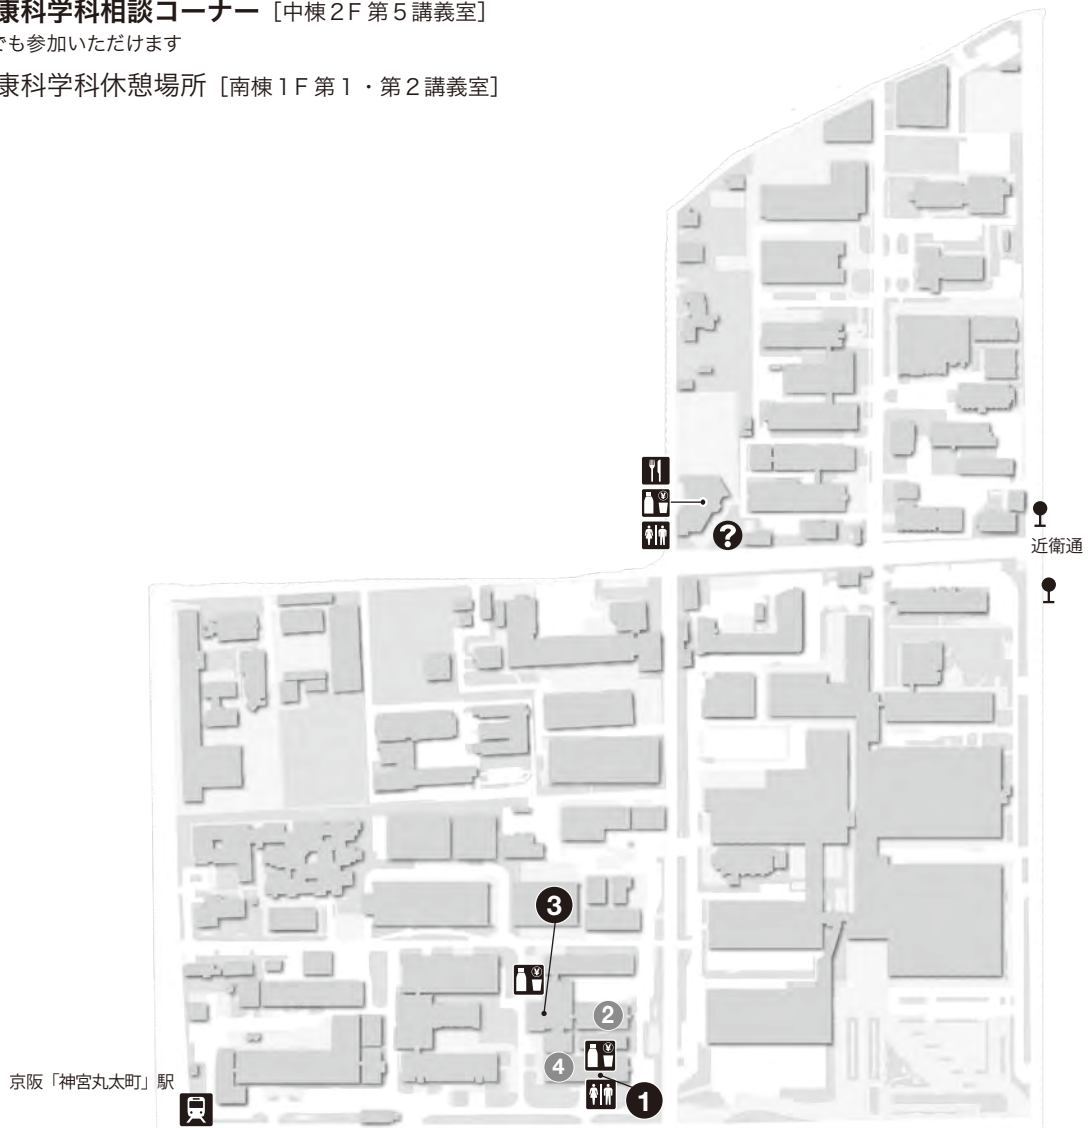 康科学科相談コーナー [中棟2F 第5講義室]
でも参加いただけます
康科学科休憩場所 [南棟1F 第1・第2講義室]
?
近衛通
3
2
4
1
京阪「神宮丸太町」駅